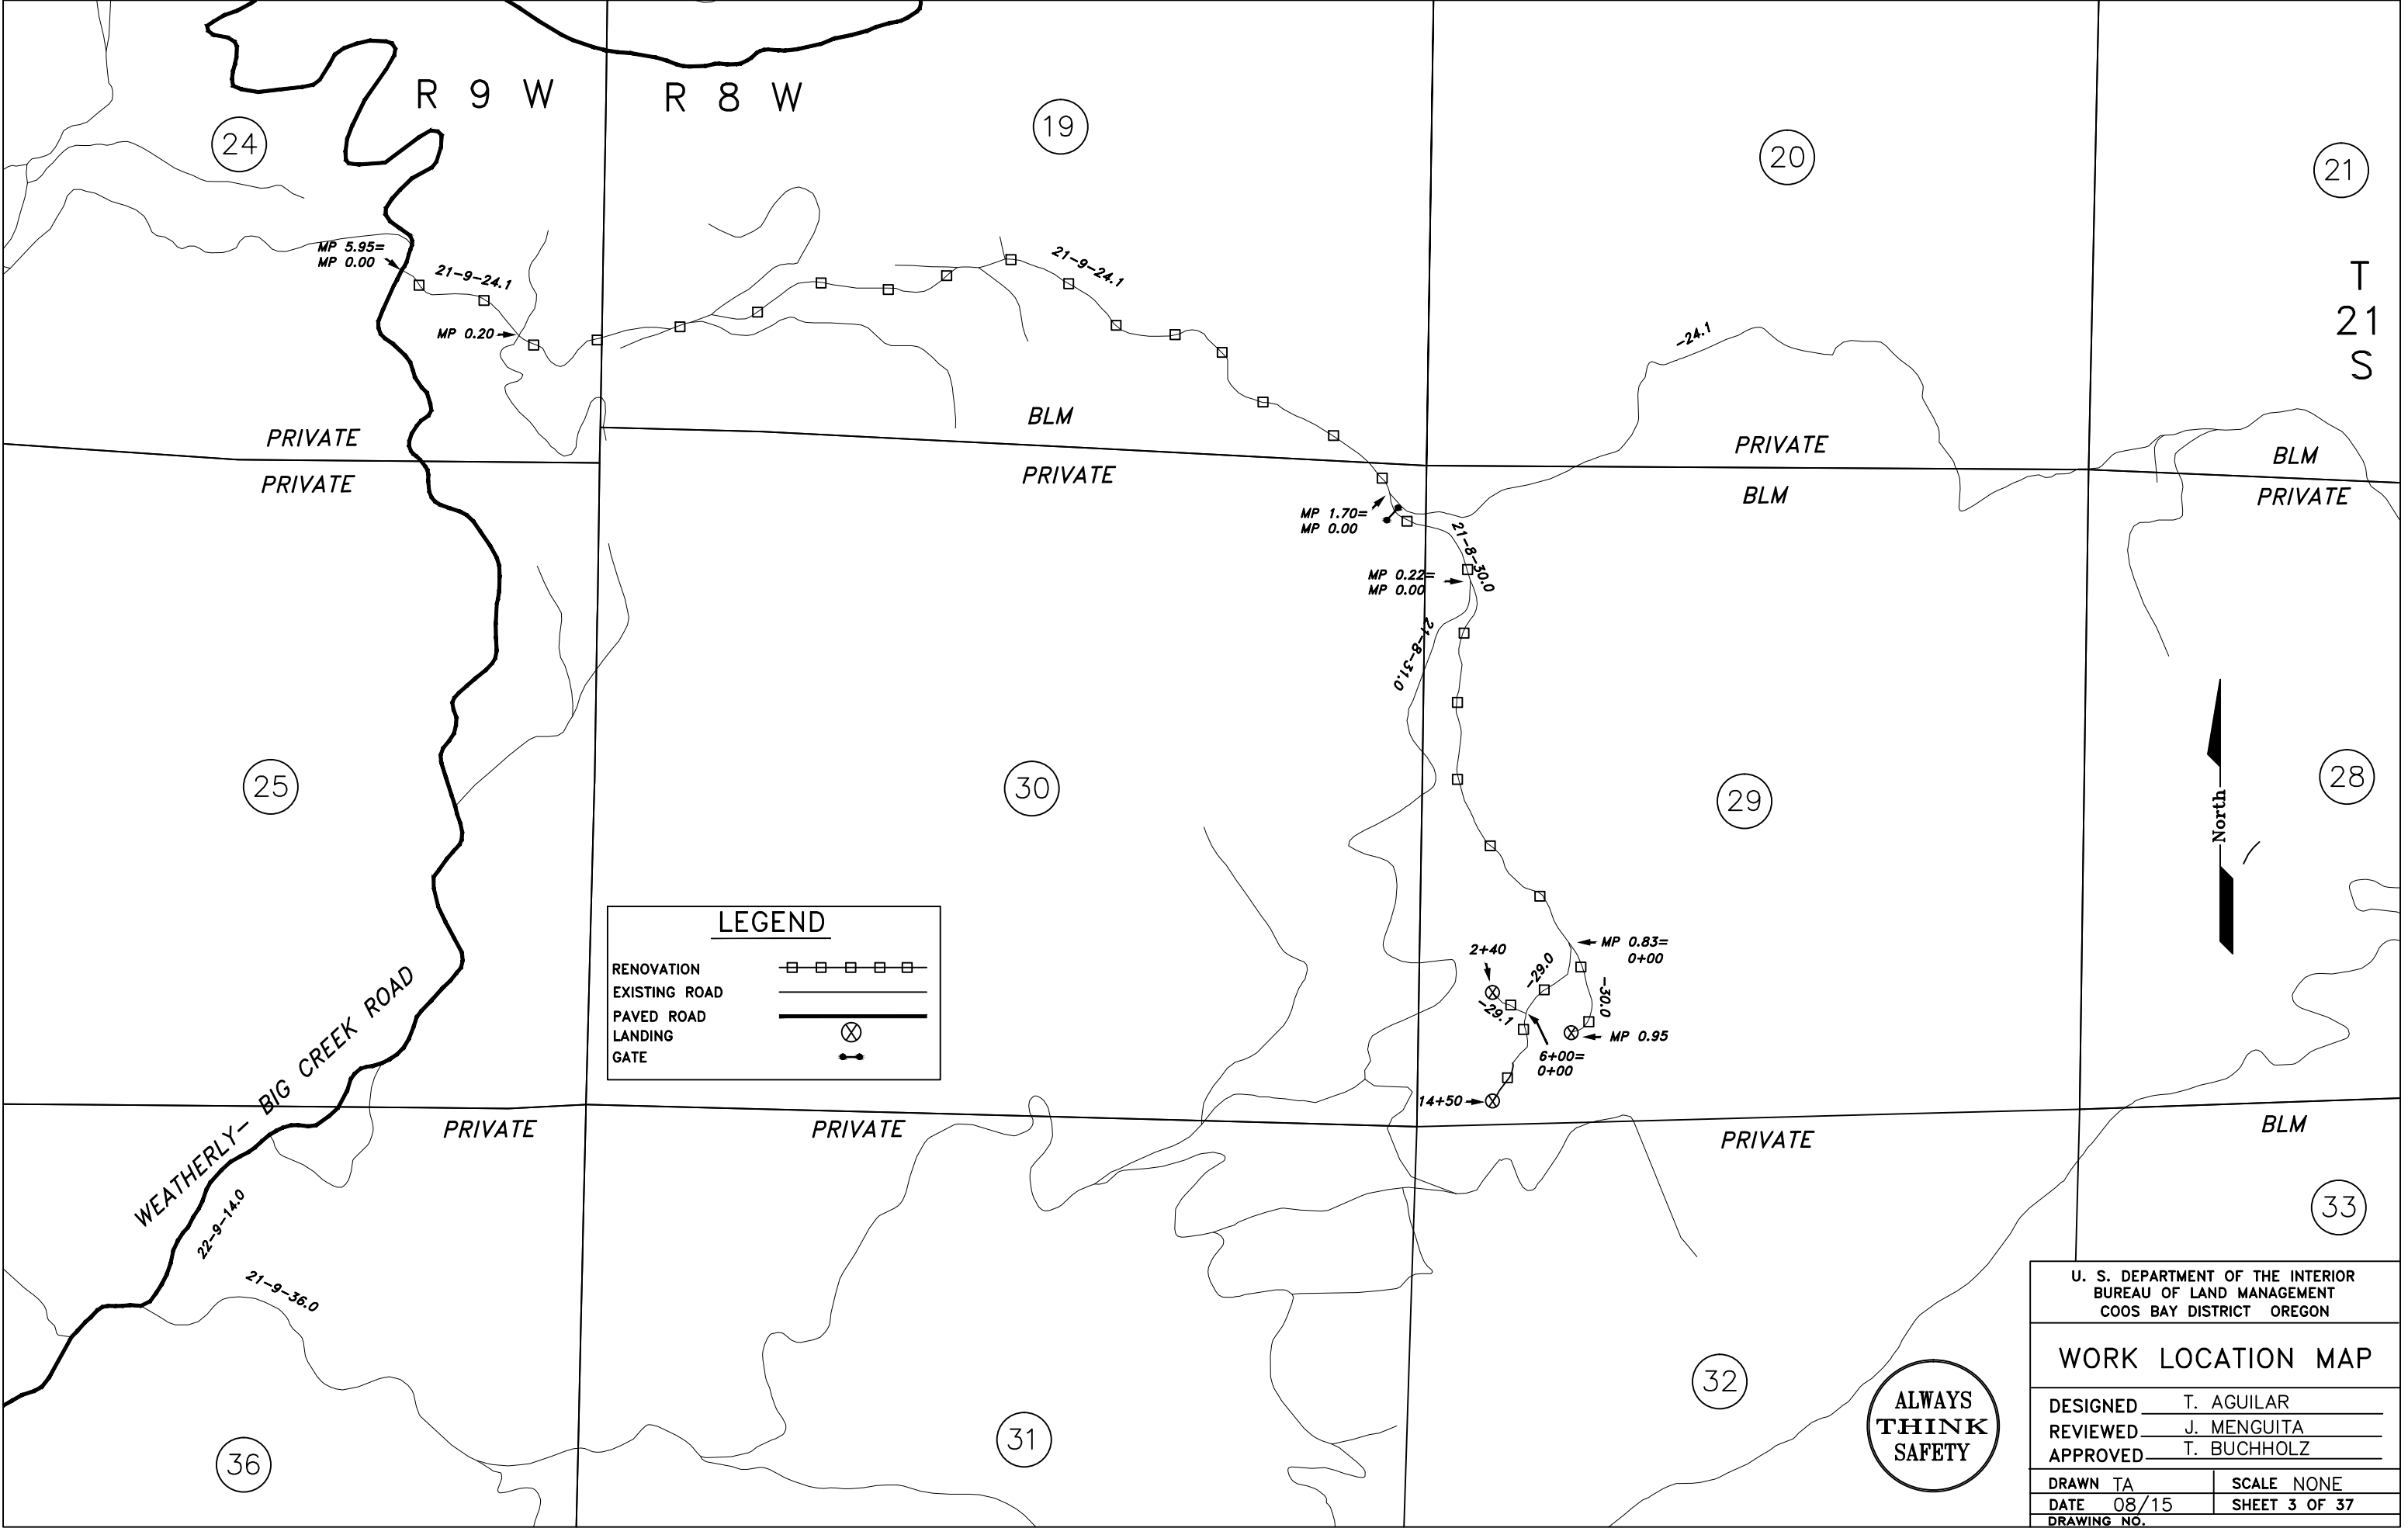 R 9 W
R 8 W
24
19
20
21
T
21
S
MP 5.95=
MP 0.00
21-9-24.1
MP 0.20
21-9-24.1
-24.1
PRIVATE
PRIVATE
BLM
PRIVATE
PRIVATE
BLM
BLM
PRIVATE
MP 1.70=
MP 0.00
21-8-30.0
MP 0.22=
MP 0.00
21-8-31.0
25
30
29
28
North
LEGEND
RENOVATION
EXISTING ROAD
PAVED ROAD
LANDING
GATE
2+40
-29.0
-29.1
MP 0.83=
0+00
-30.0
MP 0.95
6+00=
0+00
14+50
WEATHERLY- BIG CREEK ROAD
22-9-14.0
21-9-36.0
PRIVATE
PRIVATE
PRIVATE
BLM
33
32
31
36
ALWAYS
THINK
SAFETY
U. S. DEPARTMENT OF THE INTERIOR
BUREAU OF LAND MANAGEMENT
COOS BAY DISTRICT OREGON
WORK LOCATION MAP
DESIGNED T. AGUILAR
REVIEWED J. MENGUITA
APPROVED T. BUCHHOLZ
DRAWN TA SCALE NONE
DATE 08/15 SHEET 3 OF 37
DRAWING NO.